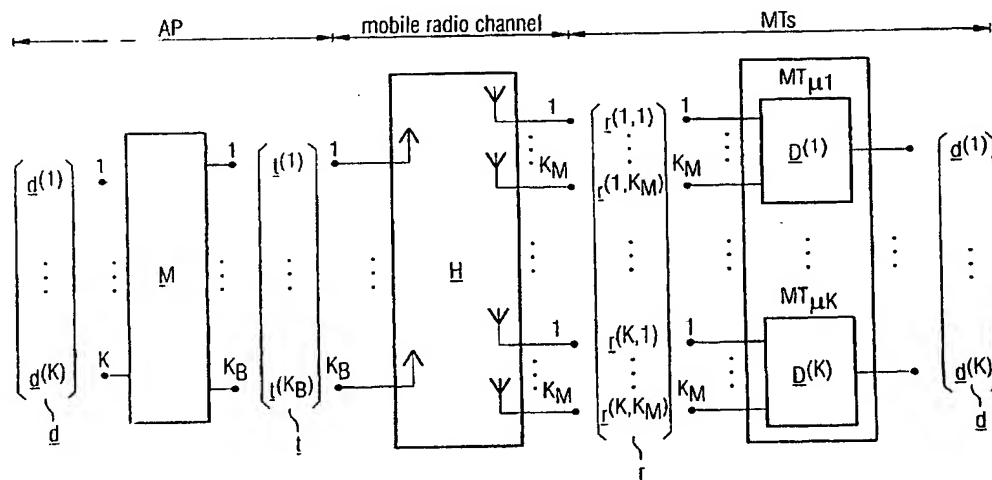 AP mobile radio channel MTs
MTμ1
1 1 1 1 1 r(1,1) 1
d(1) t(1) D(1) d(1)
KM r(1,KM) KM
M H
MTμK
K KB t(KB) KB 1 r(K,1) 1
d(K) D(K) d(K)
KM r(K,KM) KM
d t r d